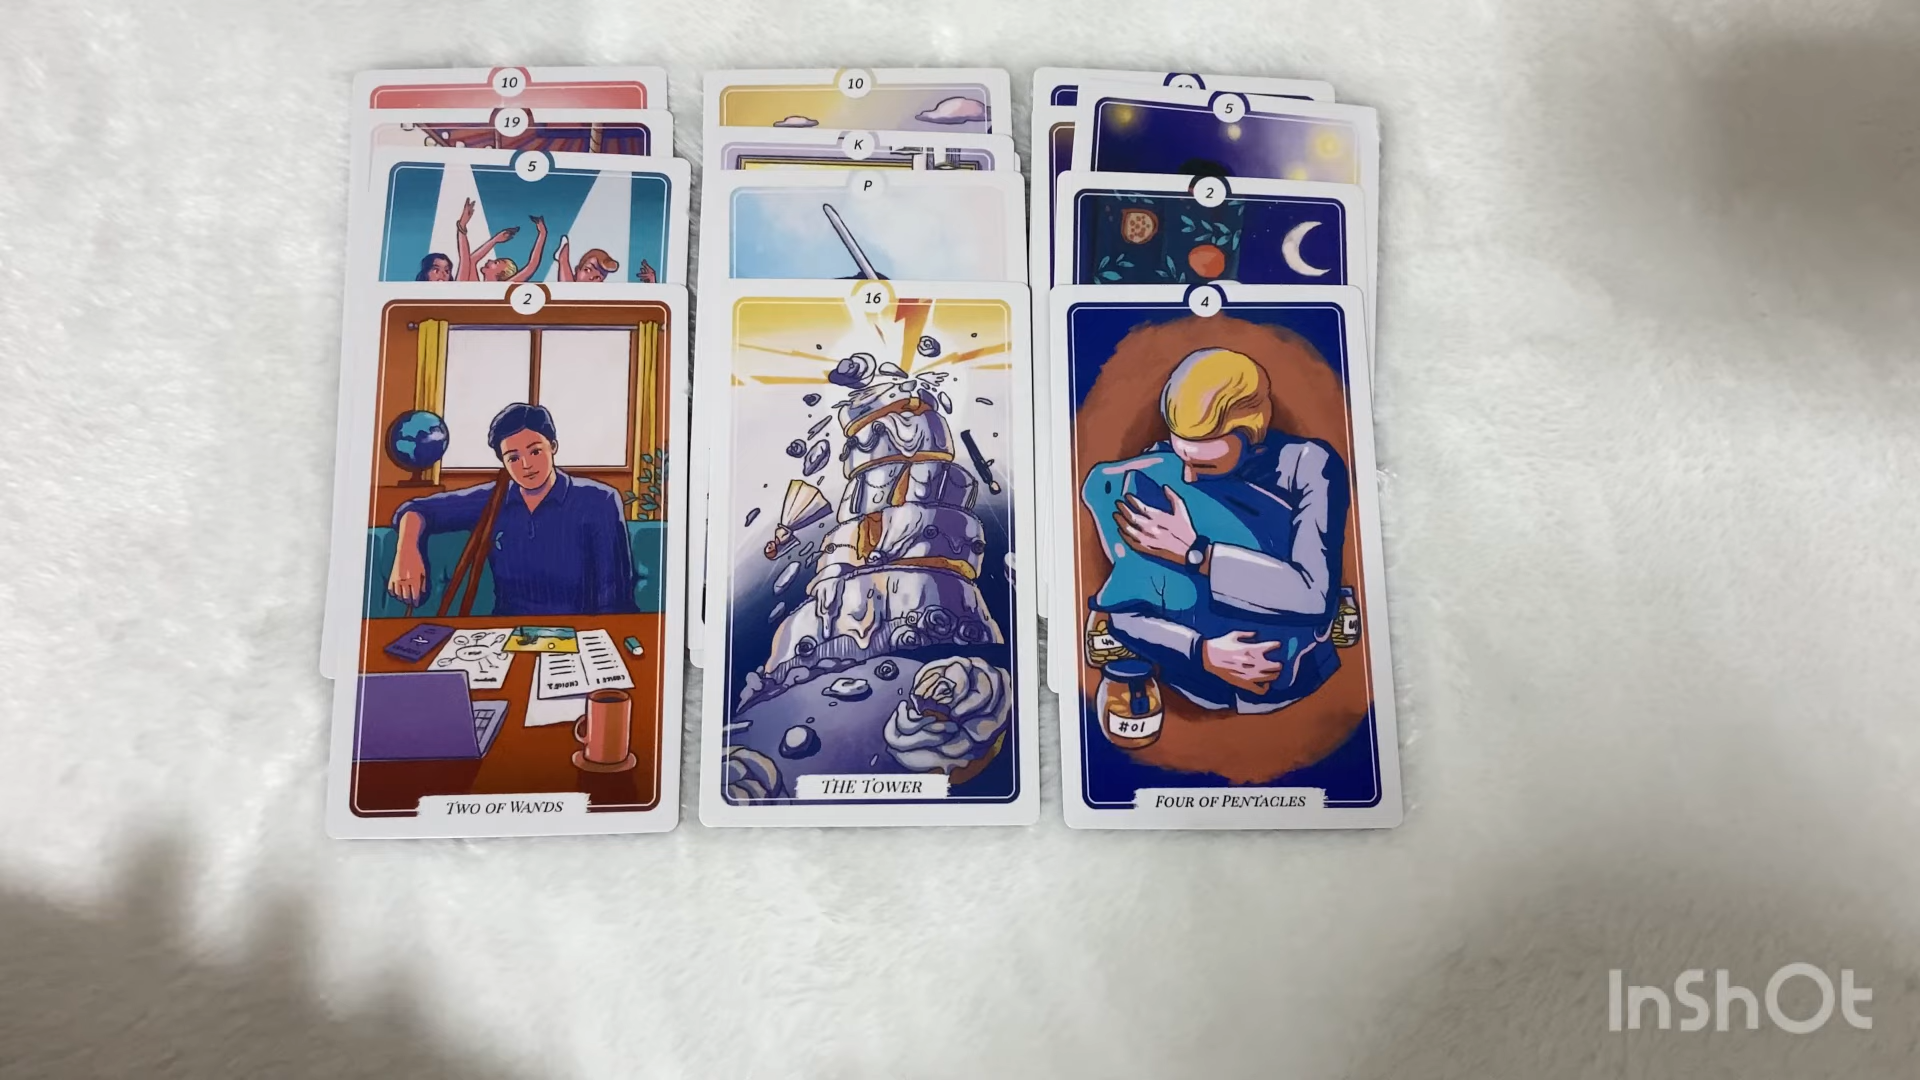 10
19
5
2
TWO OF WANDS
10
K
P
16
THE TOWER
5
2
4
#01
FOUR OF PENTACLES
InShOt